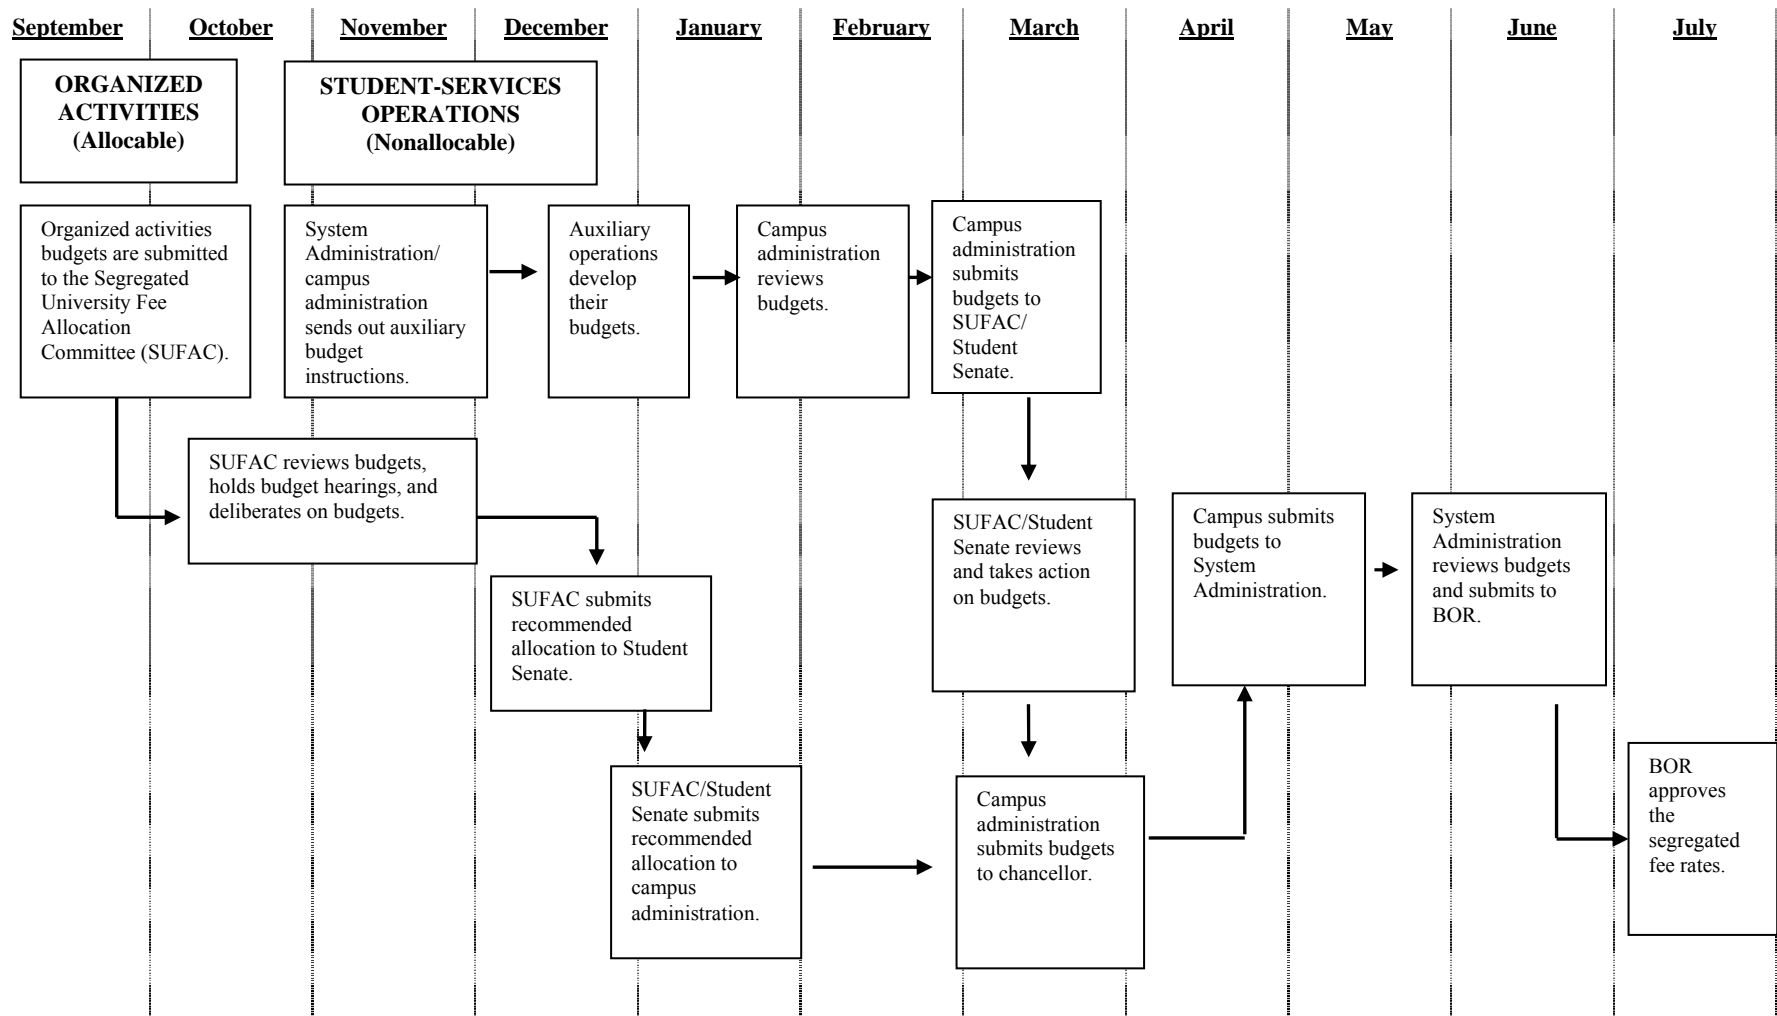 September
October
November
December
January
February
March
April
May
June
July
ORGANIZED
ACTIVITIES
(Allocable)
STUDENT-SERVICES
OPERATIONS
(Nonallocable)
Organized activities
budgets are submitted
to the Segregated
University Fee
Allocation
Committee (SUFAC).
System
Administration/
campus
administration
sends out auxiliary
budget
instructions.
Auxiliary
operations
develop
their
budgets.
Campus
administration
reviews
budgets.
Campus
administration
submits
budgets to
SUFAC/
Student
Senate.
SUFAC reviews budgets,
holds budget hearings, and
deliberates on budgets.
SUFAC submits
recommended
allocation to Student
Senate.
SUFAC/Student
Senate submits
recommended
allocation to
campus
administration.
SUFAC/Student
Senate reviews
and takes action
on budgets.
Campus
administration
submits budgets
to chancellor.
Campus submits
budgets to
System
Administration.
System
Administration
reviews budgets
and submits to
BOR.
BOR
approves
the
segregated
fee rates.